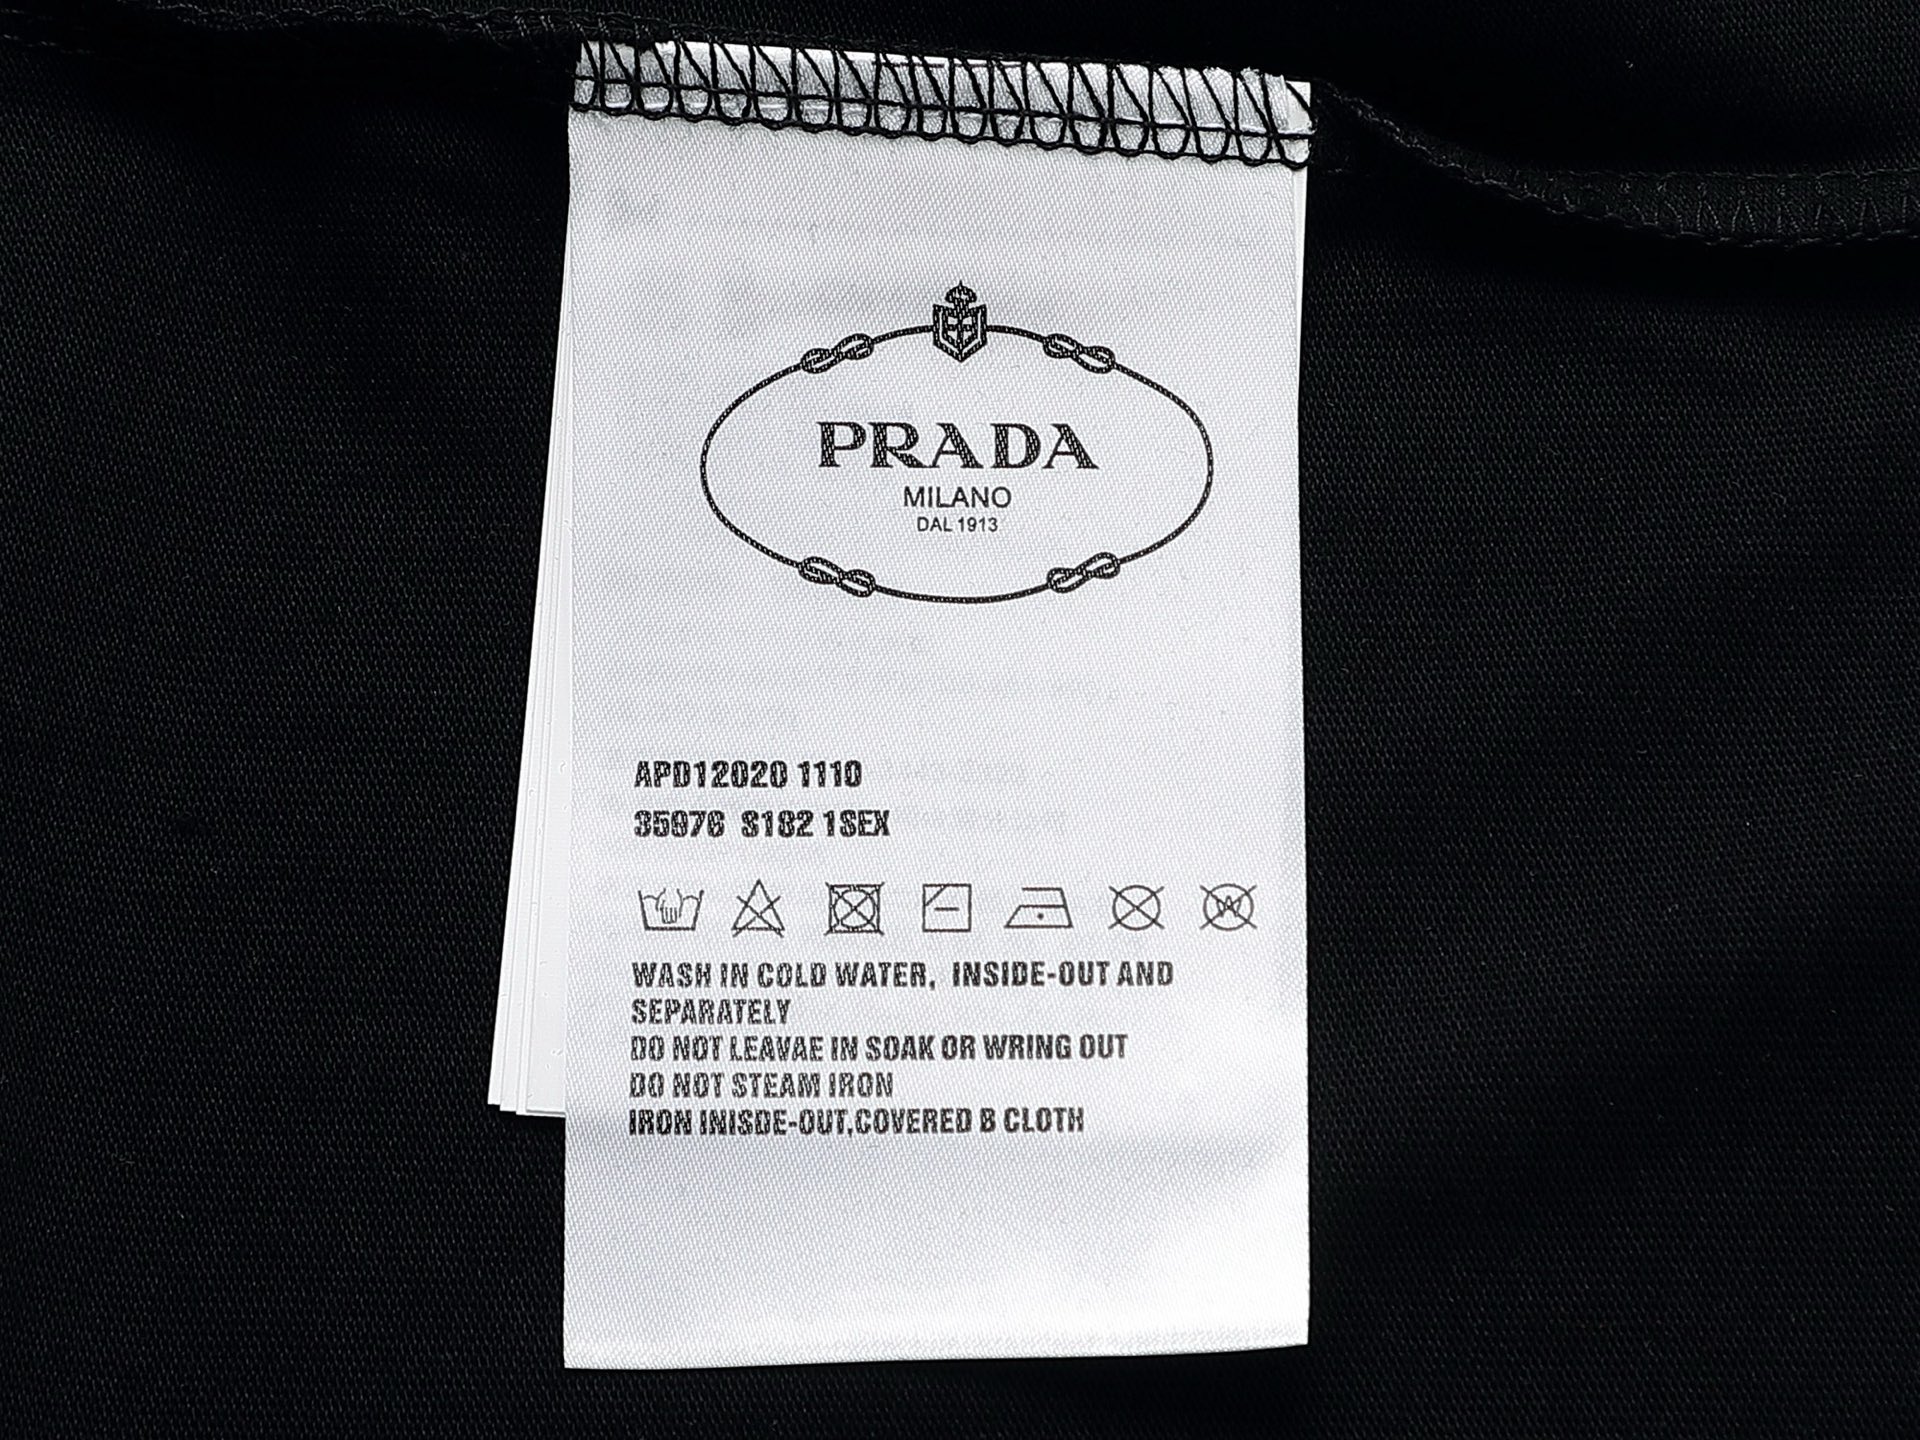 PRADA
MILANO
DAL 1913
APD12020 1110
35976 S182 1SEX
WASH IN COLD WATER, INSIDE-OUT AND
SEPARATELY
DO NOT LEAVAE IN SOAK OR WRING OUT
DO NOT STEAM IRON
IRON INISDE-OUT,COVERED B CLOTH